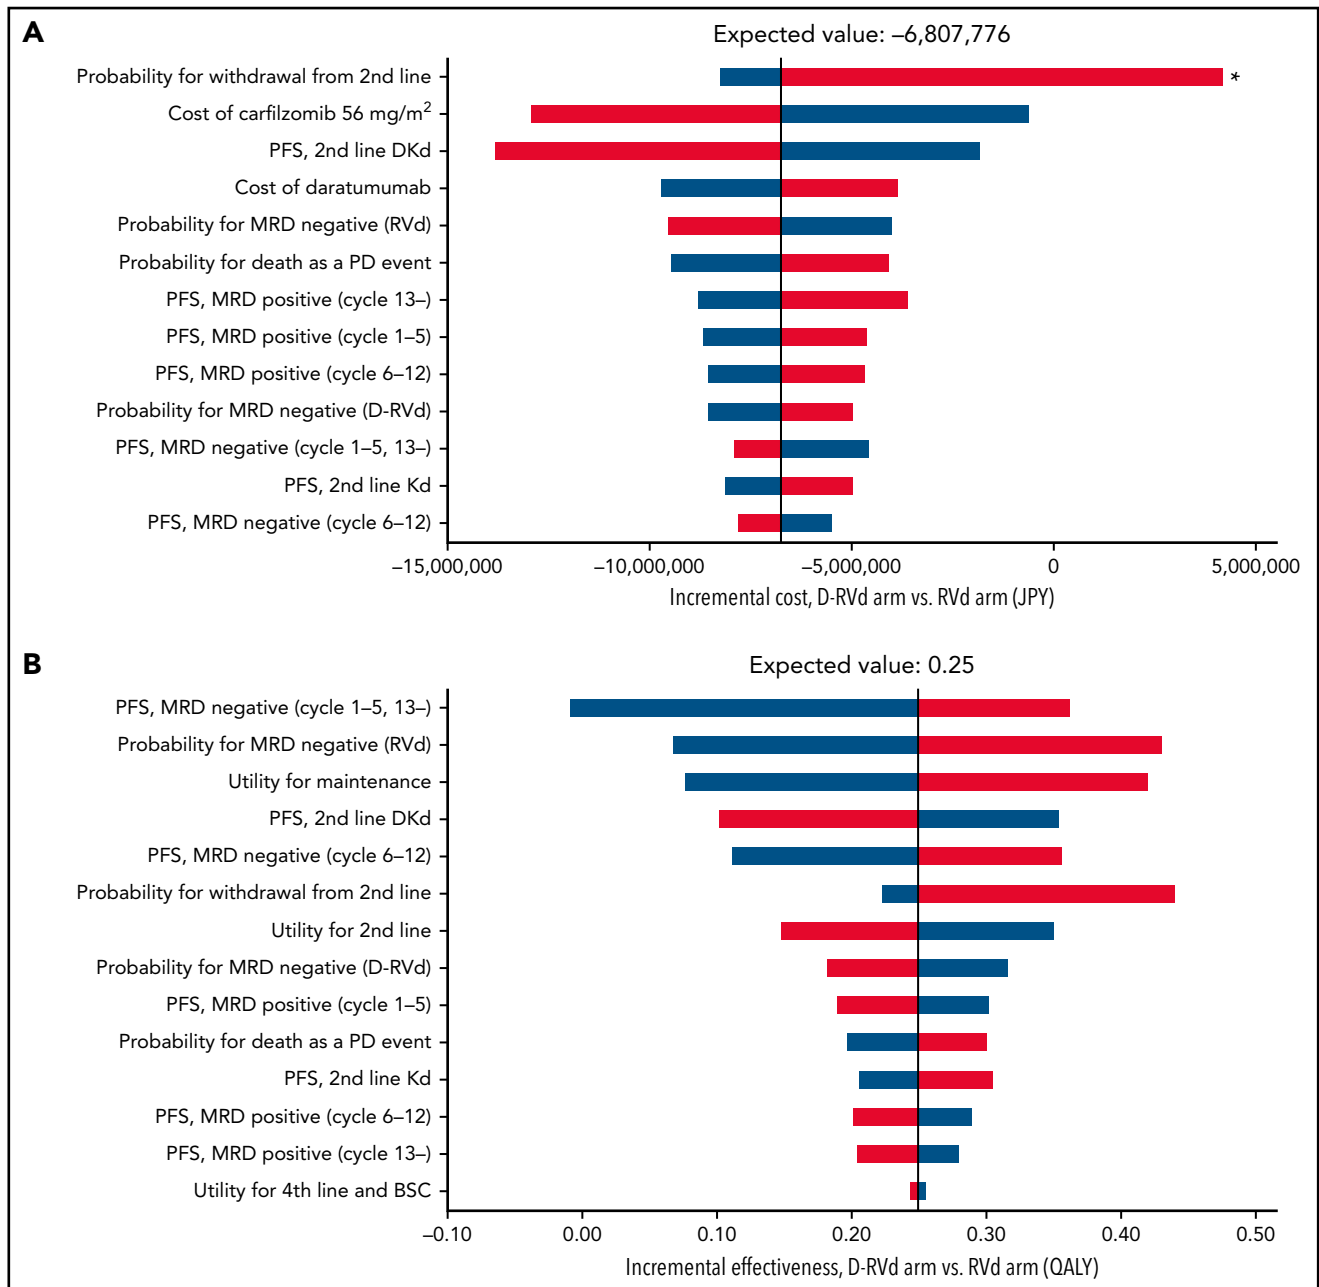 A
Expected value: –6,807,776
Probability for withdrawal from 2nd line
*
Cost of carfilzomib 56 mg/m²
PFS, 2nd line DKd
Cost of daratumumab
Probability for MRD negative (RVd)
Probability for death as a PD event
PFS, MRD positive (cycle 13–)
PFS, MRD positive (cycle 1–5)
PFS, MRD positive (cycle 6–12)
Probability for MRD negative (D-RVd)
PFS, MRD negative (cycle 1–5, 13–)
PFS, 2nd line Kd
PFS, MRD negative (cycle 6–12)
–15,000,000 –10,000,000 –5,000,000 0 5,000,000
Incremental cost, D-RVd arm vs. RVd arm (JPY)
B
Expected value: 0.25
PFS, MRD negative (cycle 1–5, 13–)
Probability for MRD negative (RVd)
Utility for maintenance
PFS, 2nd line DKd
PFS, MRD negative (cycle 6–12)
Probability for withdrawal from 2nd line
Utility for 2nd line
Probability for MRD negative (D-RVd)
PFS, MRD positive (cycle 1–5)
Probability for death as a PD event
PFS, 2nd line Kd
PFS, MRD positive (cycle 6–12)
PFS, MRD positive (cycle 13–)
Utility for 4th line and BSC
–0.10 0.00 0.10 0.20 0.30 0.40 0.50
Incremental effectiveness, D-RVd arm vs. RVd arm (QALY)